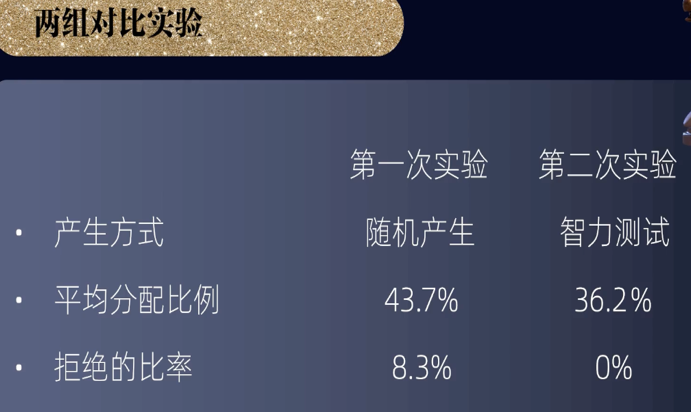 两组对比实验
第一次实验 第二次实验
• 产生方式 随机产生 智力测试
• 平均分配比例 43.7% 36.2%
• 拒绝的比率 8.3% 0%